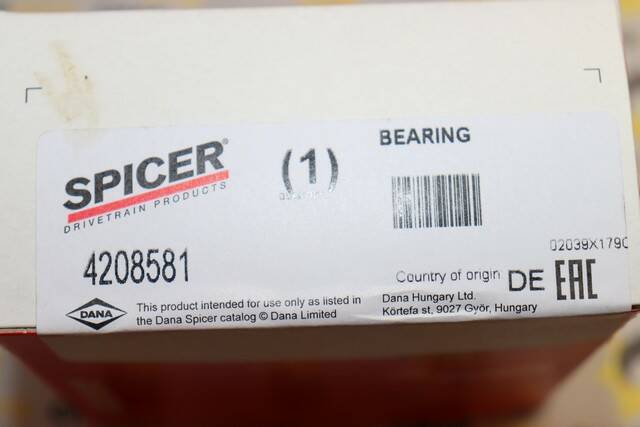 SPICER®
DRIVETRAIN PRODUCTS
(1)
BEARING
4208581
02039X179C
Country of origin DE EAC
DANA
This product intended for use only as listed in
the Dana Spicer catalog © Dana Limited
Dana Hungary Ltd.
Körtefa st, 9027 Győr, Hungary